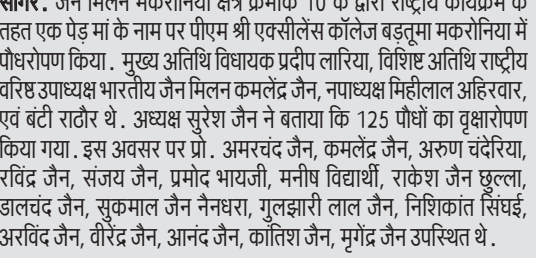 सागर. जैन मिलन मकरोनिया क्षेत्र क्रमांक 10 के द्वारा राष्ट्रीय कार्यक्रम के
तहत एक पेड़ मां के नाम पर पीएम श्री एक्सीलेंस कॉलेज बड़तूमा मकरोनिया में
पौधरोपण किया. मुख्य अतिथि विधायक प्रदीप लारिया, विशिष्ट अतिथि राष्ट्रीय
वरिष्ठ उपाध्यक्ष भारतीय जैन मिलन कमलेंद्र जैन, नपाध्यक्ष मिहीलाल अहिरवार,
एवं बंटी राठौर थे. अध्यक्ष सुरेश जैन ने बताया कि 125 पौधों का वृक्षारोपण
किया गया. इस अवसर पर प्रो. अमरचंद जैन, कमलेंद्र जैन, अरुण चंदेरिया,
रविंद्र जैन, संजय जैन, प्रमोद भायजी, मनीष विद्यार्थी, राकेश जैन छुल्ला,
डालचंद जैन, सुकमाल जैन नैनधरा, गुलझारी लाल जैन, निशिकांत सिंघई,
अरविंद जैन, वीरेंद्र जैन, आनंद जैन, कांतिश जैन, मृगेंद्र जैन उपस्थित थे.